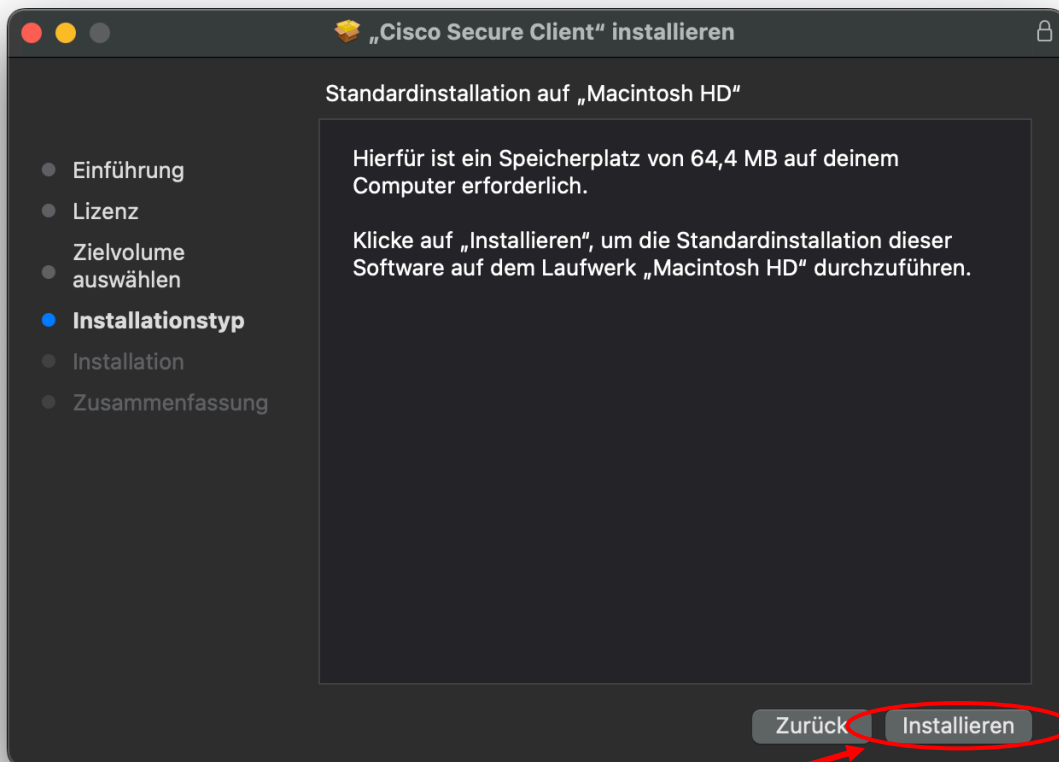 „Cisco Secure Client“ installieren
Standardinstallation auf „Macintosh HD“
Einführung
Lizenz
Zielvolume
auswählen
Installationstyp
Installation
Zusammenfassung
Hierfür ist ein Speicherplatz von 64,4 MB auf deinem
Computer erforderlich.
Klicke auf „Installieren“, um die Standardinstallation dieser
Software auf dem Laufwerk „Macintosh HD“ durchzuführen.
Zurück
Installieren